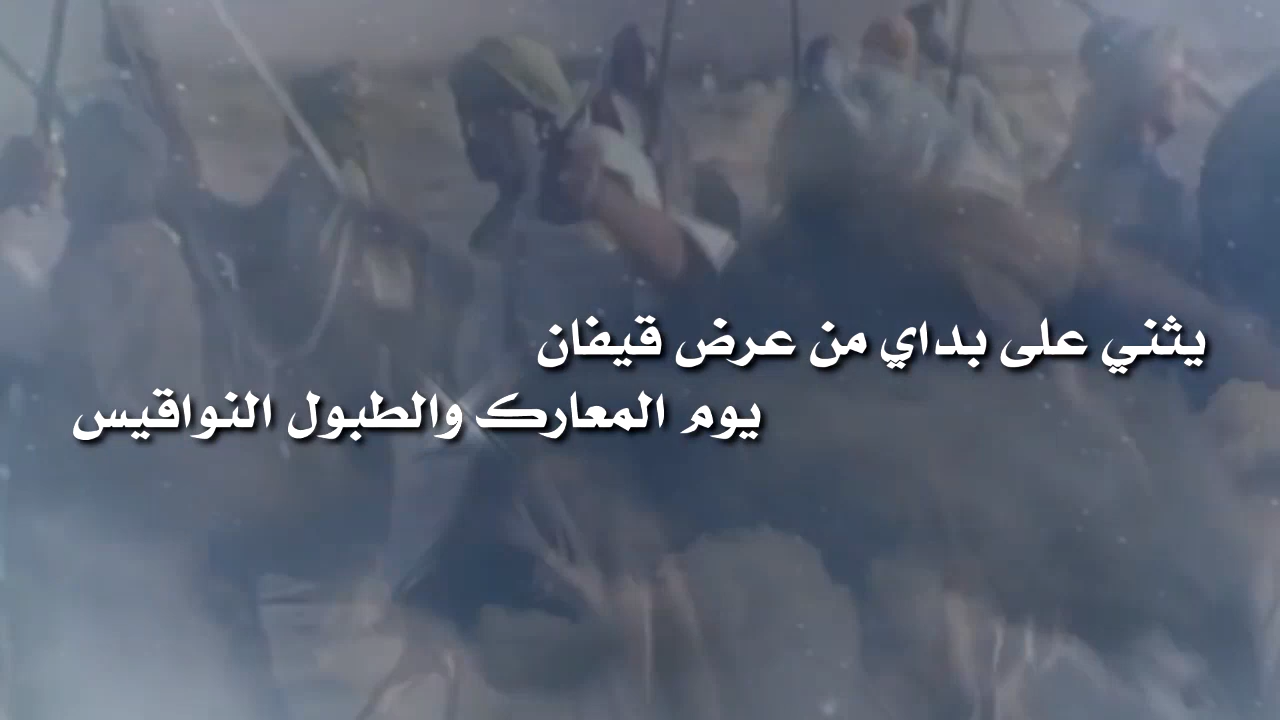 يثني على بداي من عرض قيفان
يوم المعارك والطبول النواقيس